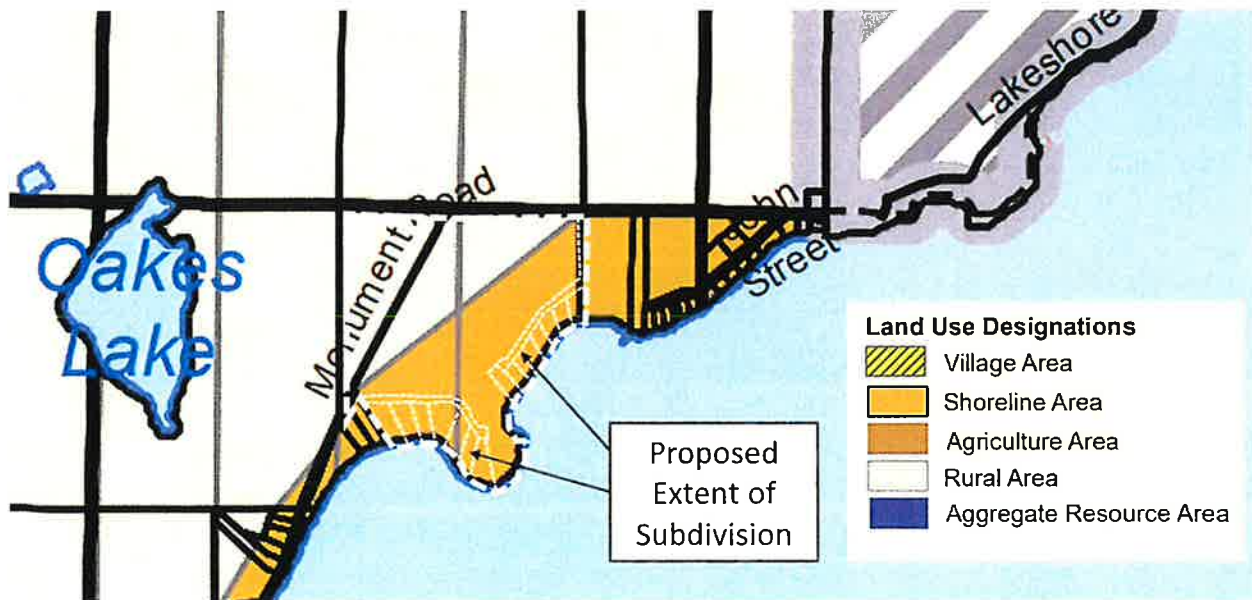 Lakeshore
Monument Road
John
Street
Oakes
Lake
Proposed
Extent of
Subdivision
Land Use Designations
Village Area
Shoreline Area
Agriculture Area
Rural Area
Aggregate Resource Area